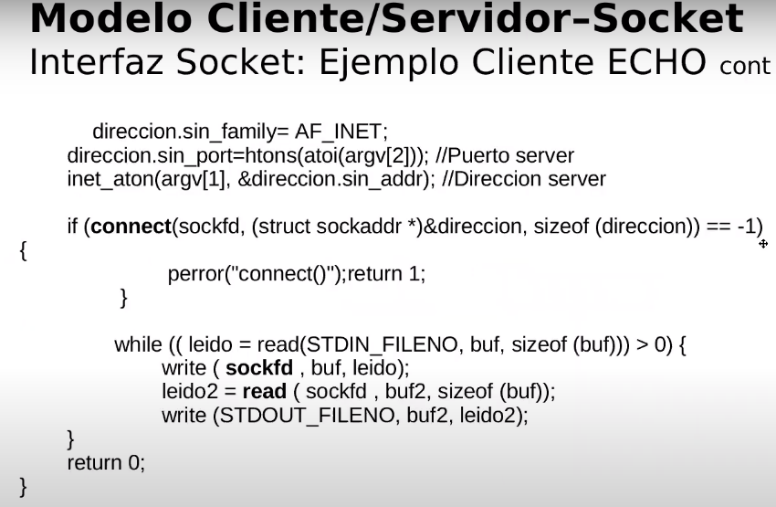 Modelo Cliente/Servidor–Socket
Interfaz Socket: Ejemplo Cliente ECHO cont
direccion.sin_family= AF_INET;
direccion.sin_port=htons(atoi(argv[2])); //Puerto server
inet_aton(argv[1], &direccion.sin_addr); //Direccion server
if (connect(sockfd, (struct sockaddr *)&direccion, sizeof (direccion)) == -1)
{
perror("connect()");return 1;
}
while (( leido = read(STDIN_FILENO, buf, sizeof (buf))) > 0) {
write ( sockfd , buf, leido);
leido2 = read ( sockfd , buf2, sizeof (buf));
write (STDOUT_FILENO, buf2, leido2);
}
return 0;
}